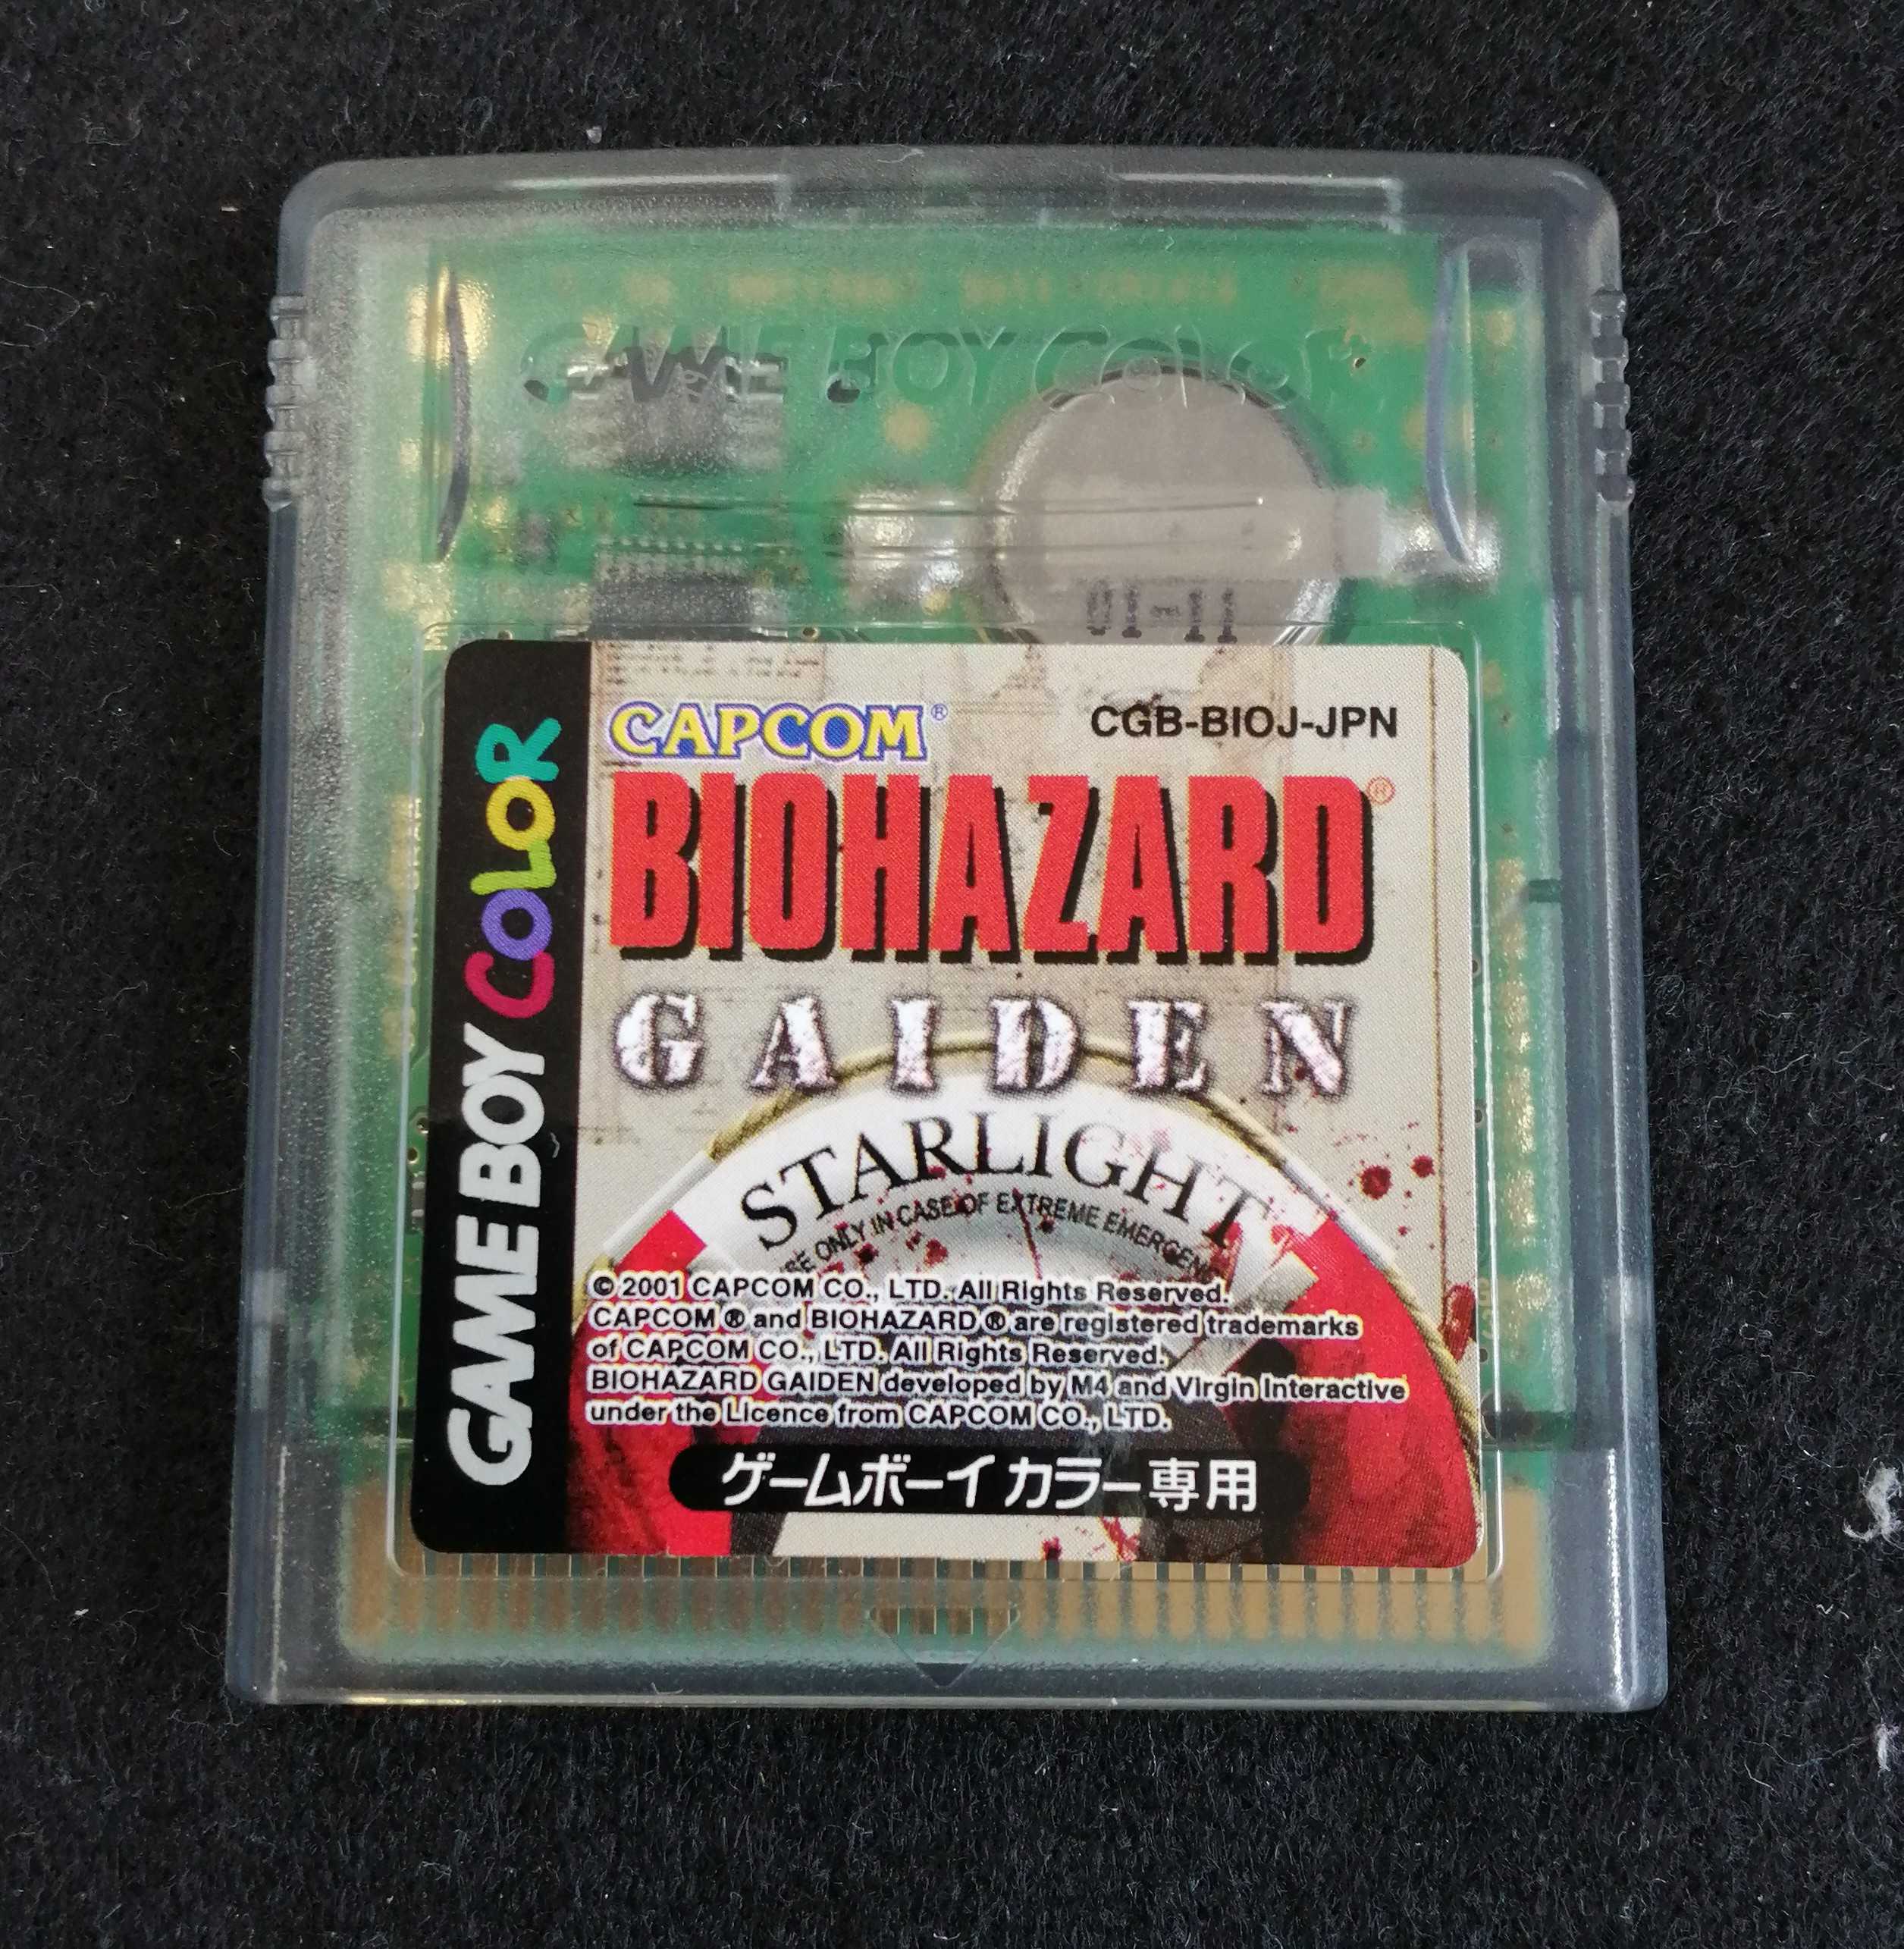 GAME BOY COLOR
GAME BOY COLOR
CAPCOM®
CGB-BIOJ-JPN
BIOHAZARD®
GAIDEN
STARLIGHT
ONLY IN CASE OF EXTREME
© 2001 CAPCOM CO., LTD. All Rights Reserved.
CAPCOM ® and BIOHAZARD ® are registered trademarks
of CAPCOM CO., LTD. All Rights Reserved.
BIOHAZARD GAIDEN developed by M4 and Virgin Interactive
under the Licence from CAPCOM CO., LTD.
ゲームボーイカラー専用